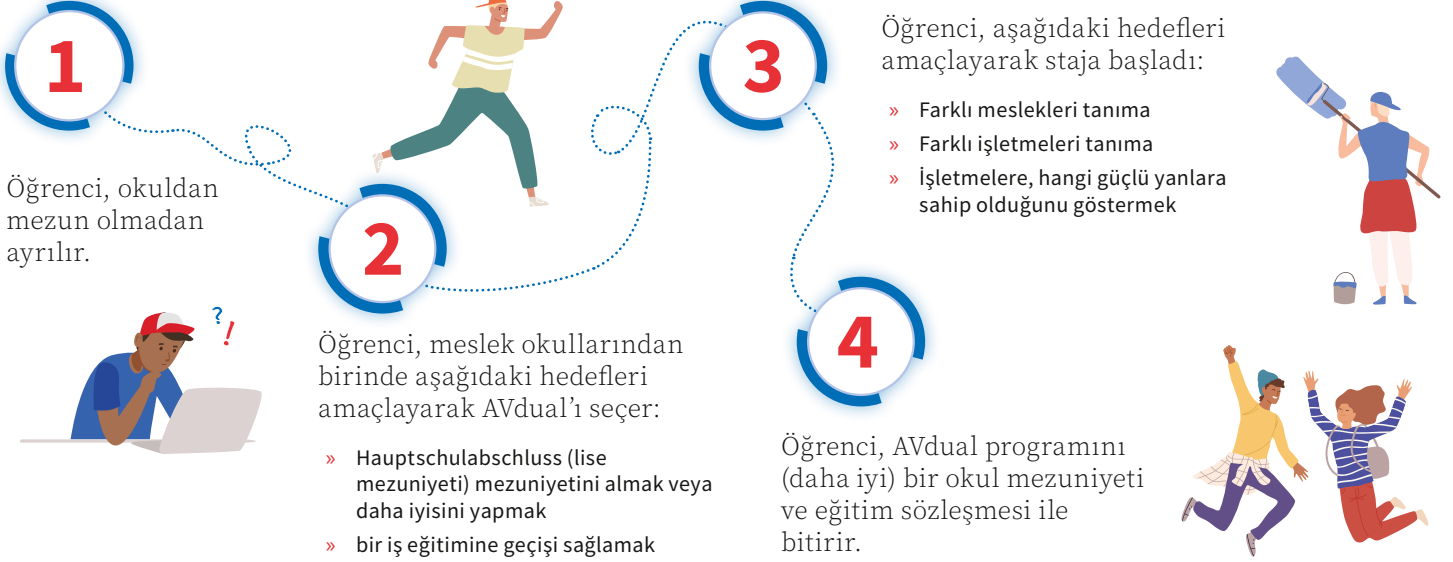 1
Öğrenci, okuldan
mezun olmadan
ayrılır.
?
!
2
Öğrenci, meslek okullarından
birinde aşağıdaki hedefleri
amaçlayarak AVdual’ı seçer:
» Hauptschulabschluss (lise
mezuniyeti) mezuniyetini almak veya
daha iyisini yapmak
» bir iş eğitimine geçişi sağlamak
3
Öğrenci, aşağıdaki hedefleri
amaçlayarak staja başladı:
» Farklı meslekleri tanıma
» Farklı işletmeleri tanıma
» İşletmelere, hangi güçlü yanlara
sahip olduğunu göstermek
4
Öğrenci, AVdual programını
(daha iyi) bir okul mezuniyeti
ve eğitim sözleşmesi ile
bitirir.